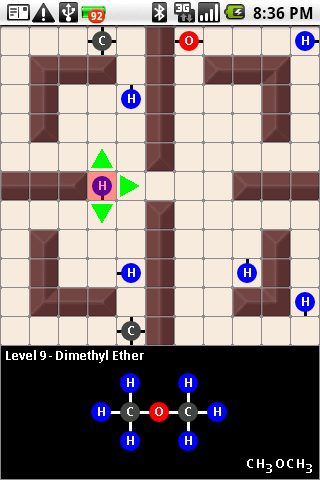 92 3G 8:36 PM
C O H
H
H
H H
H
C
Level 9 - Dimethyl Ether
H H
H C O C H
H H
CH3OCH3